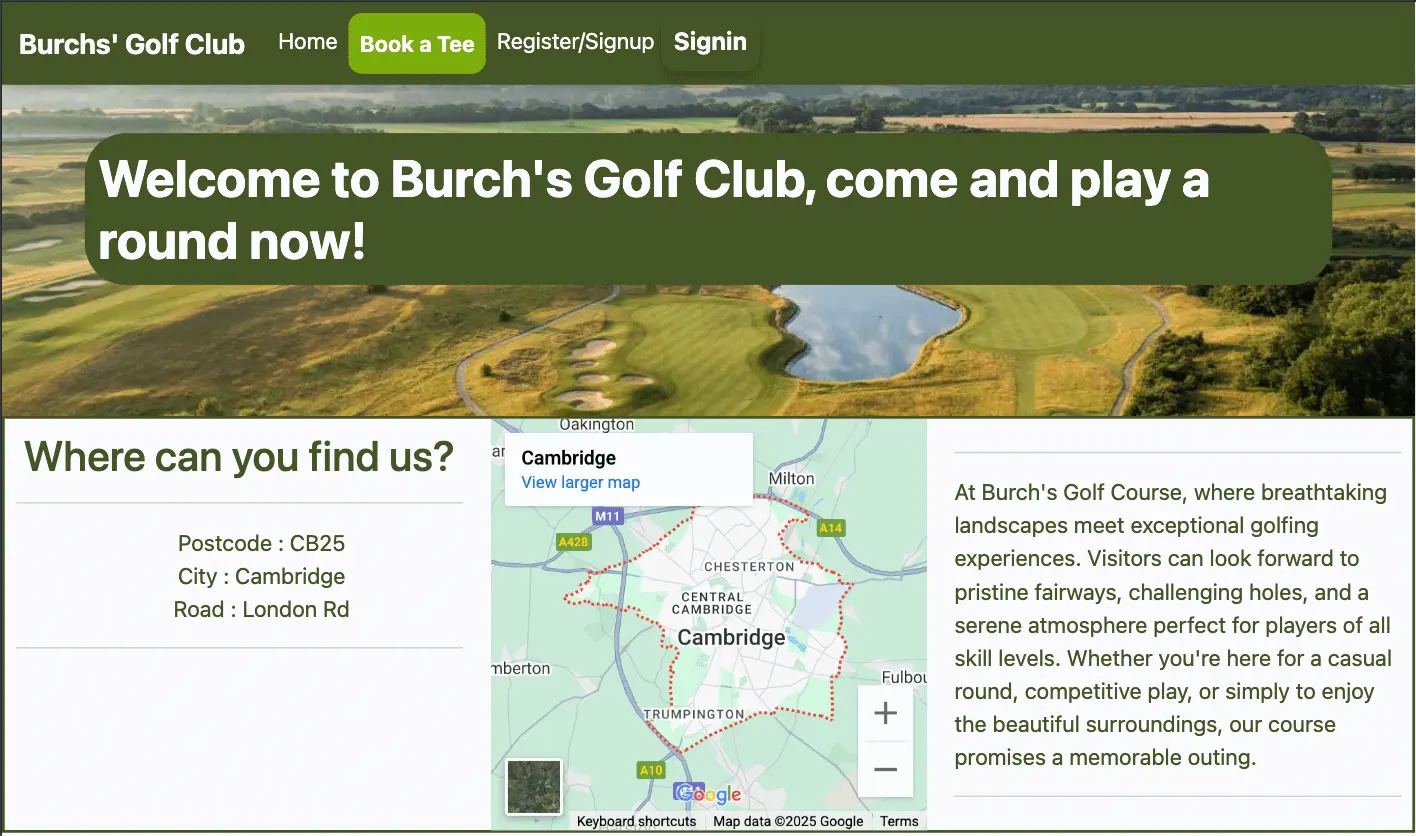 Burchs' Golf Club
Home
Book a Tee
Register/Signup
Signin
Welcome to Burch's Golf Club, come and play a
round now!
Where can you find us?
Postcode : CB25
City : Cambridge
Road : London Rd
Oakington
Cambridge
View larger map
Milton
M11
A14
A428
CHESTERTON
CENTRAL
CAMBRIDGE
Cambridge
mberton
Fulbou
TRUMPINGTON
A10
Google
Keyboard shortcuts
Map data ©2025 Google
Terms
At Burch's Golf Course, where breathtaking
landscapes meet exceptional golfing
experiences. Visitors can look forward to
pristine fairways, challenging holes, and a
serene atmosphere perfect for players of all
skill levels. Whether you're here for a casual
round, competitive play, or simply to enjoy
the beautiful surroundings, our course
promises a memorable outing.